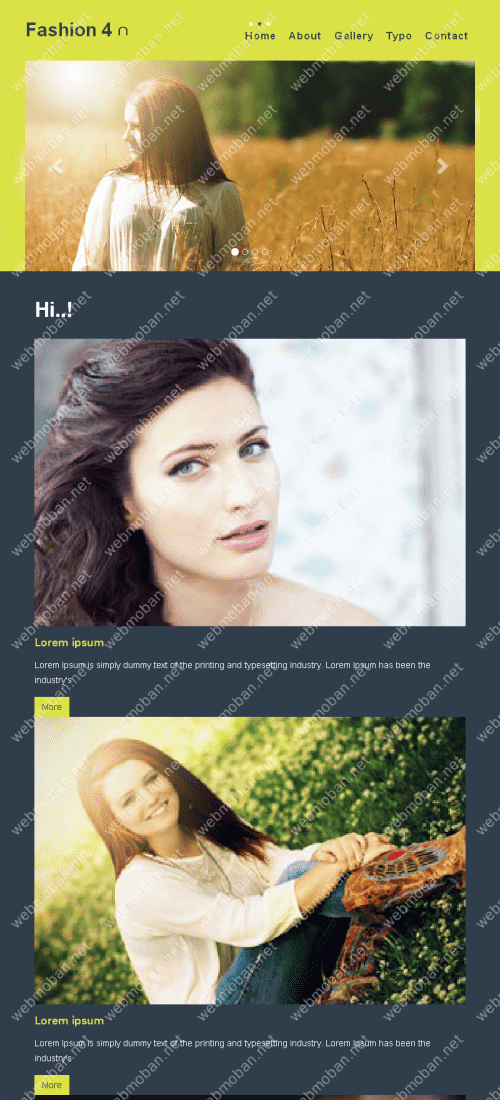 Fashion 4 n
Home About Gallery Typo Contact
Hi..!
Lorem ipsum
Lorem Ipsum is simply dummy text of the printing and typesetting industry. Lorem Ipsum has been the
industry's
More
Lorem ipsum
Lorem Ipsum is simply dummy text of the printing and typesetting industry. Lorem Ipsum has been the
industry's
More
webmoban.net